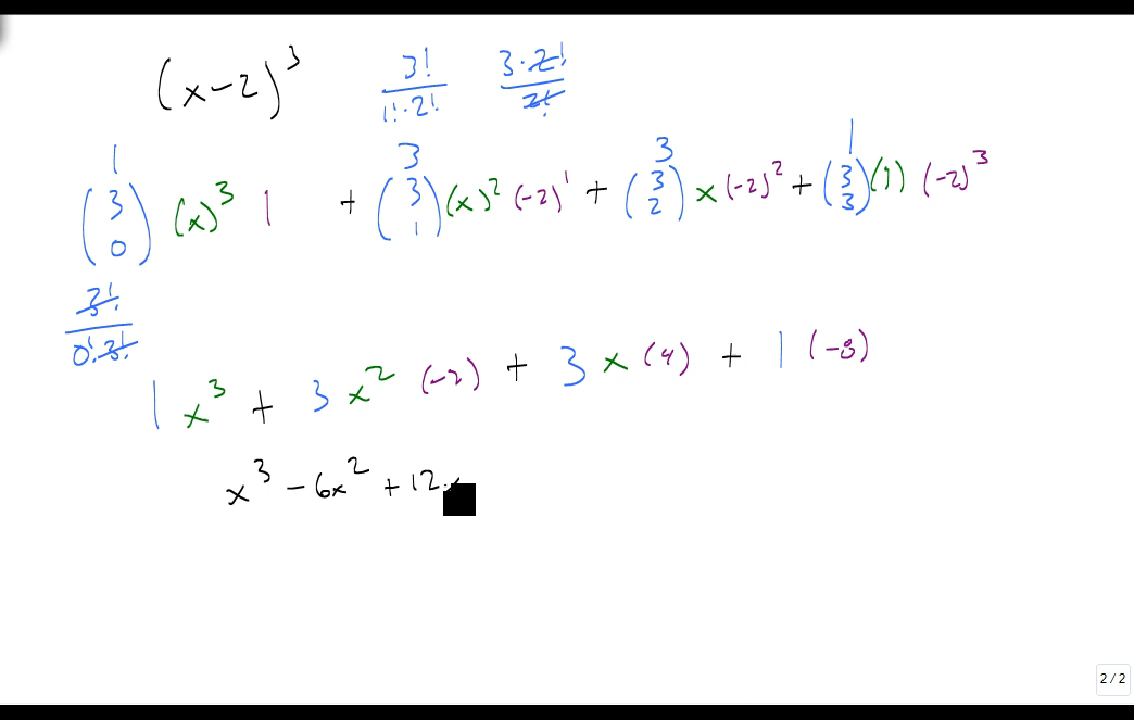 (x-2)^3   3!/(1!·2!)   3·2!/2!
1   3   3   1
(3 0) (x)^3 1 + (3 1) (x)^2 (-2)^1 + (3 2) x (-2)^2 + (3 3) (1) (-2)^3
3!/(0!·3!)
1 x^3 + 3 x^2 (-2) + 3 x (4) + 1 (-8)
x^3 - 6x^2 + 12
2/2